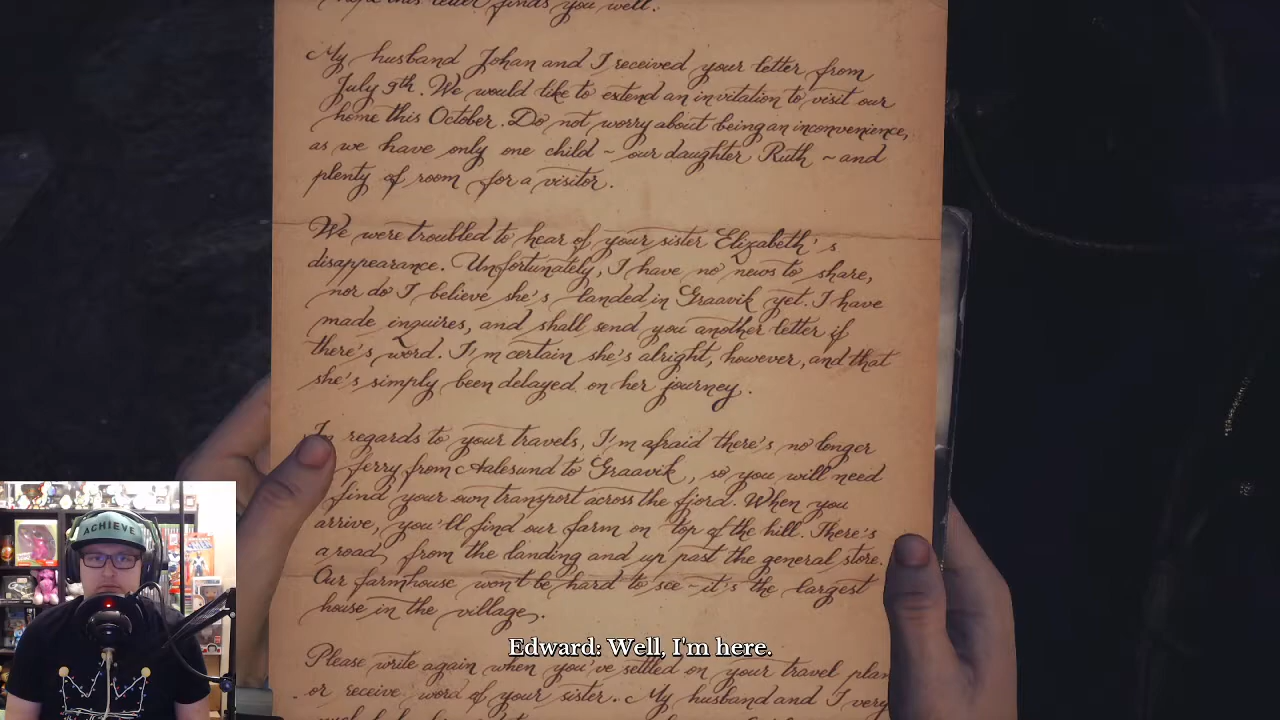 hope this letter finds you well.
My husband Johan and I received your letter from
July 9th. We would like to extend an invitation to visit our
home this October. Do not worry about being an inconvenience,
as we have only one child ~ our daughter Ruth ~ and
plenty of room for a visitor.
We were troubled to hear of your sister Elizabeth's
disappearance. Unfortunately, I have no news to share,
nor do I believe she's landed in Graavik yet. I have
made inquires, and shall send you another letter if
there's word. I'm certain she's alright, however, and that
she's simply been delayed on her journey.
In regards to your travels, I'm afraid there's no longer
ferry from Aalesund to Graavik, so you will need
find your own transport across the fjord. When you
arrive, you'll find our farm on top of the hill. There's
a road from the landing and up past the general store.
Our farmhouse won't be hard to see - it's the largest
house in the village.
Edward: Well, I'm here.
Please write again when you've settled on your travel plan
or receive word of your sister. My husband and I very
ACHIEVE